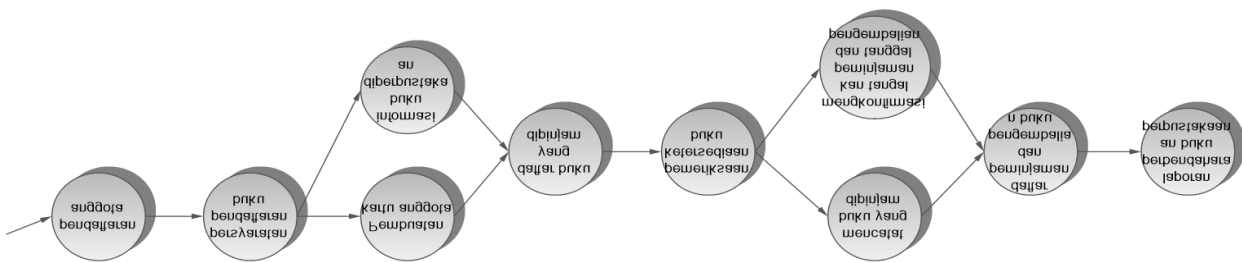 pendaftaran
anggota
persyaratan
pendaftaran
buku
informasi
buku
diperpustaka
an
Pembuatan
kartu anggota
daftar buku
yang
dipinjam
pemeriksaan
ketersediaan
buku
mengkonfirmasi
kan tangal
peminjaman
dan tanggal
pengembalian
mencatat
buku yang
dipinjam
daftar
peminjaman
dan
pengembalia
n buku
laporan
perbendahara
an buku
perpustakaan